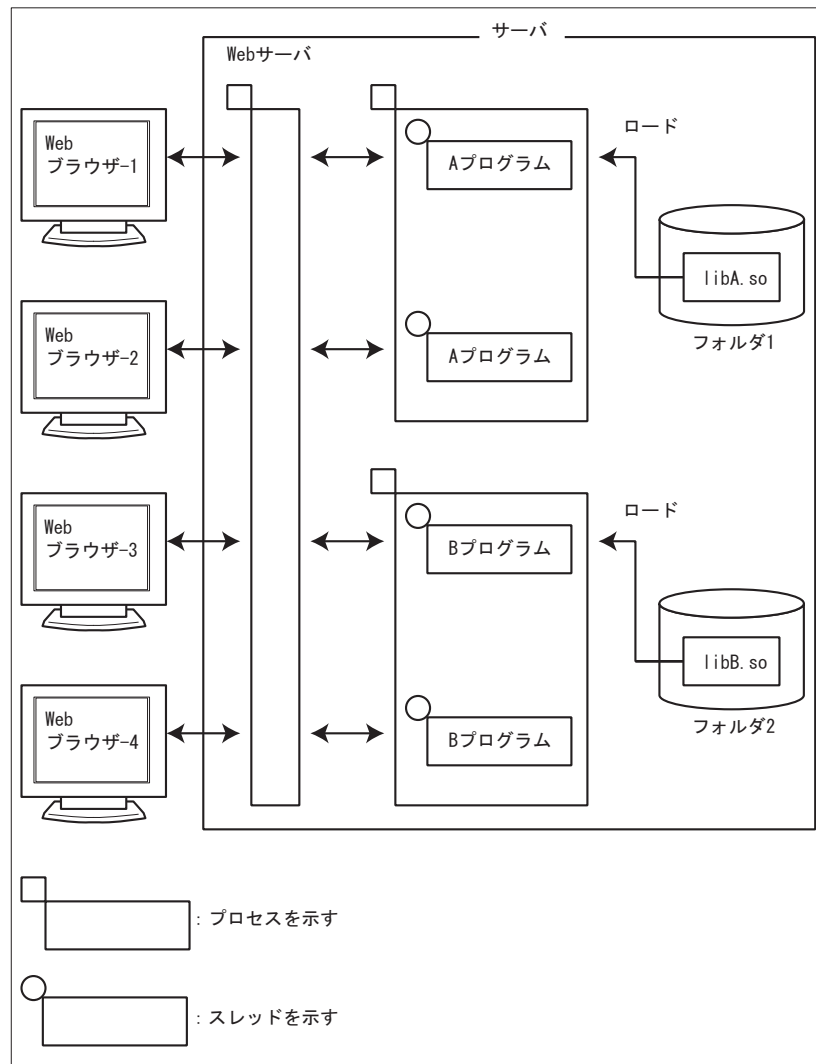 サーバ
Webサーバ
Web
ブラウザ-1
Aプログラム
ロード
libA.so
フォルダ1
Web
ブラウザ-2
Aプログラム
Web
ブラウザ-3
Bプログラム
ロード
libB.so
フォルダ2
Web
ブラウザ-4
Bプログラム
: プロセスを示す
: スレッドを示す